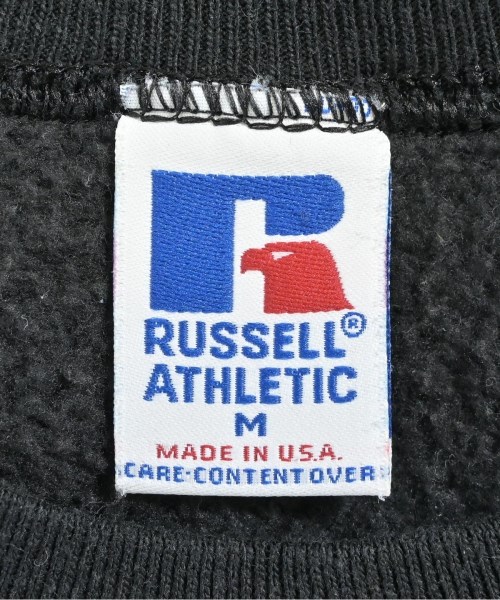 R
RUSSELL®
ATHLETIC
M
MADE IN U.S.A.
CARE-CONTENT OVER